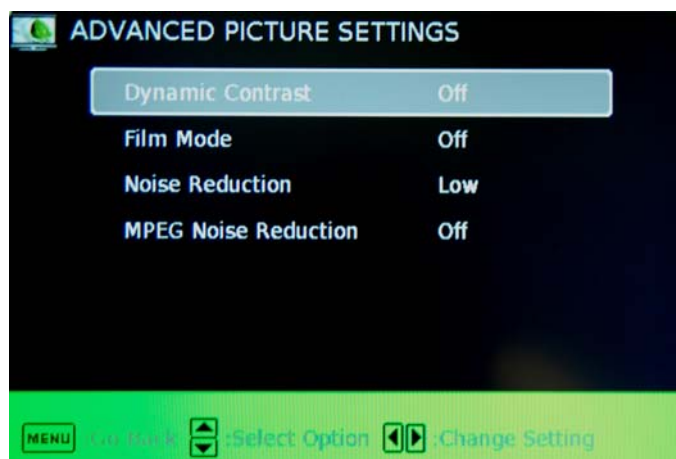 ADVANCED PICTURE SETTINGS
Dynamic Contrast Off
Film Mode Off
Noise Reduction Low
MPEG Noise Reduction Off
MENU Go Back :Select Option :Change Setting